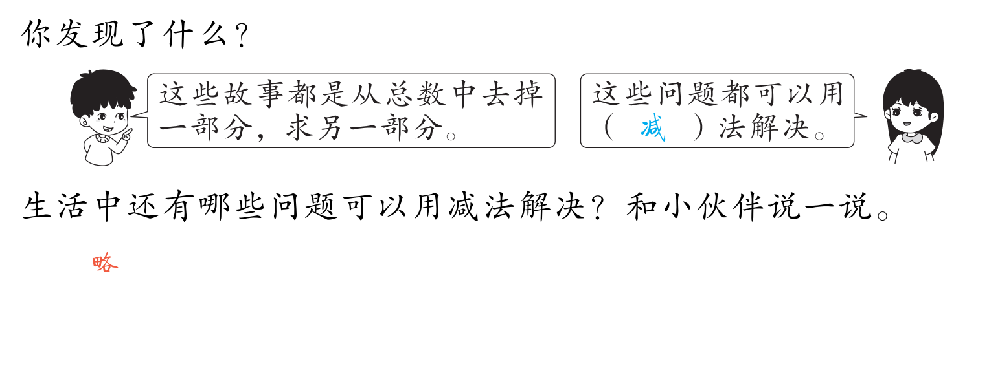 你发现了什么？
这些故事都是从总数中去掉
一部分，求另一部分。
这些问题都可以用
（ 减 ）法解决。
生活中还有哪些问题可以用减法解决？和小伙伴说一说。
略